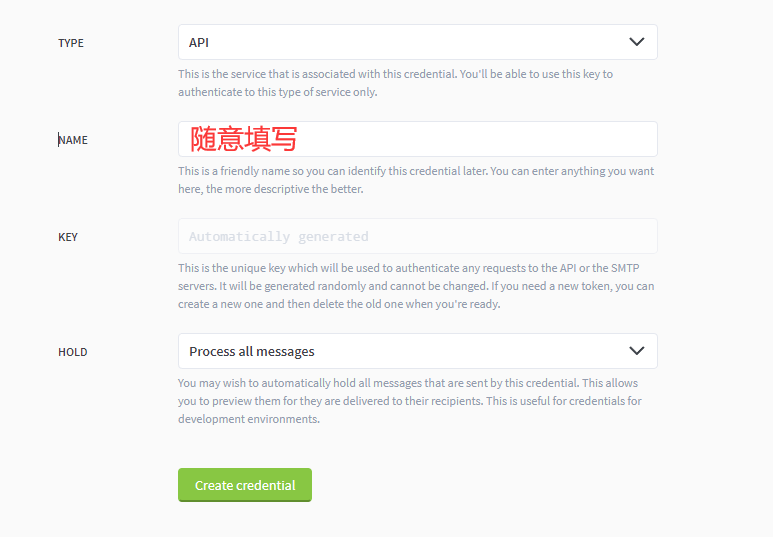 TYPE
API
This is the service that is associated with this credential. You'll be able to use this key to
authenticate to this type of service only.
NAME
随意填写
This is a friendly name so you can identify this credential later. You can enter anything you want
here, the more descriptive the better.
KEY
Automatically generated
This is the unique key which will be used to authenticate any requests to the API or the SMTP
servers. It will be generated randomly and cannot be changed. If you need a new token, you can
create a new one and then delete the old one when you're ready.
HOLD
Process all messages
You may wish to automatically hold all messages that are sent by this credential. This allows
you to preview them for they are delivered to their recipients. This is useful for credentials for
development environments.
Create credential